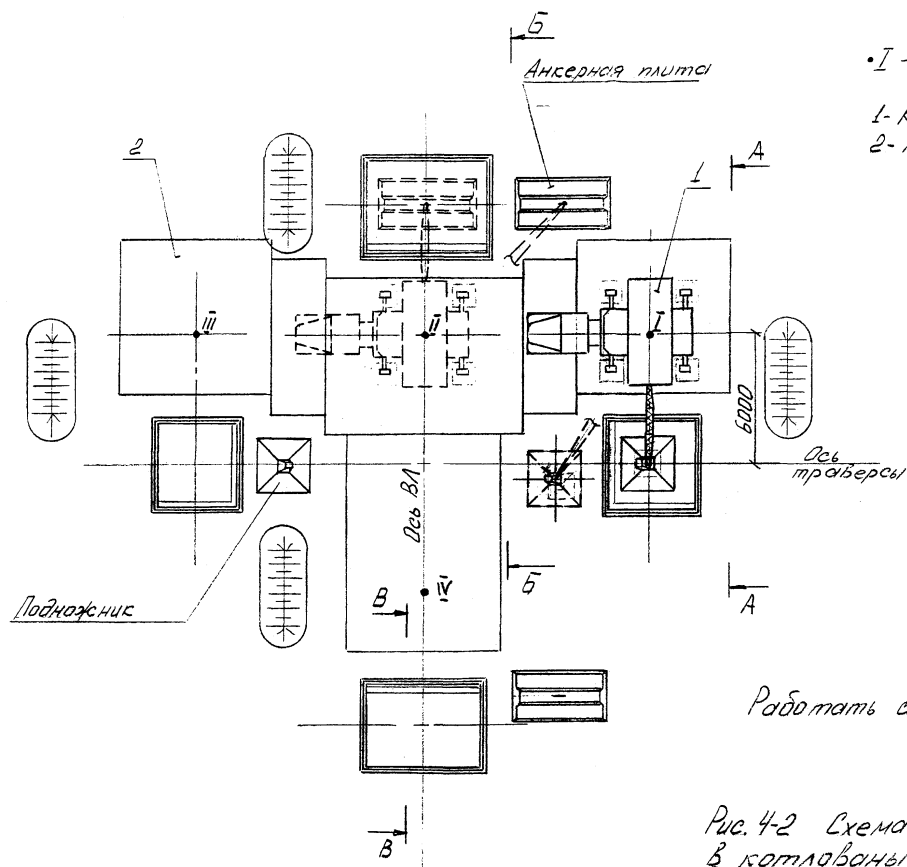 Б
Анкерная плита
• I -
1-
2-
2
1
А
III
II
I
6000
Ось
траверсы
Ось ВЛ
Подножник
IV
Б
В
А
Работать с
Рис. 4-2 Схема
в котлованы
В